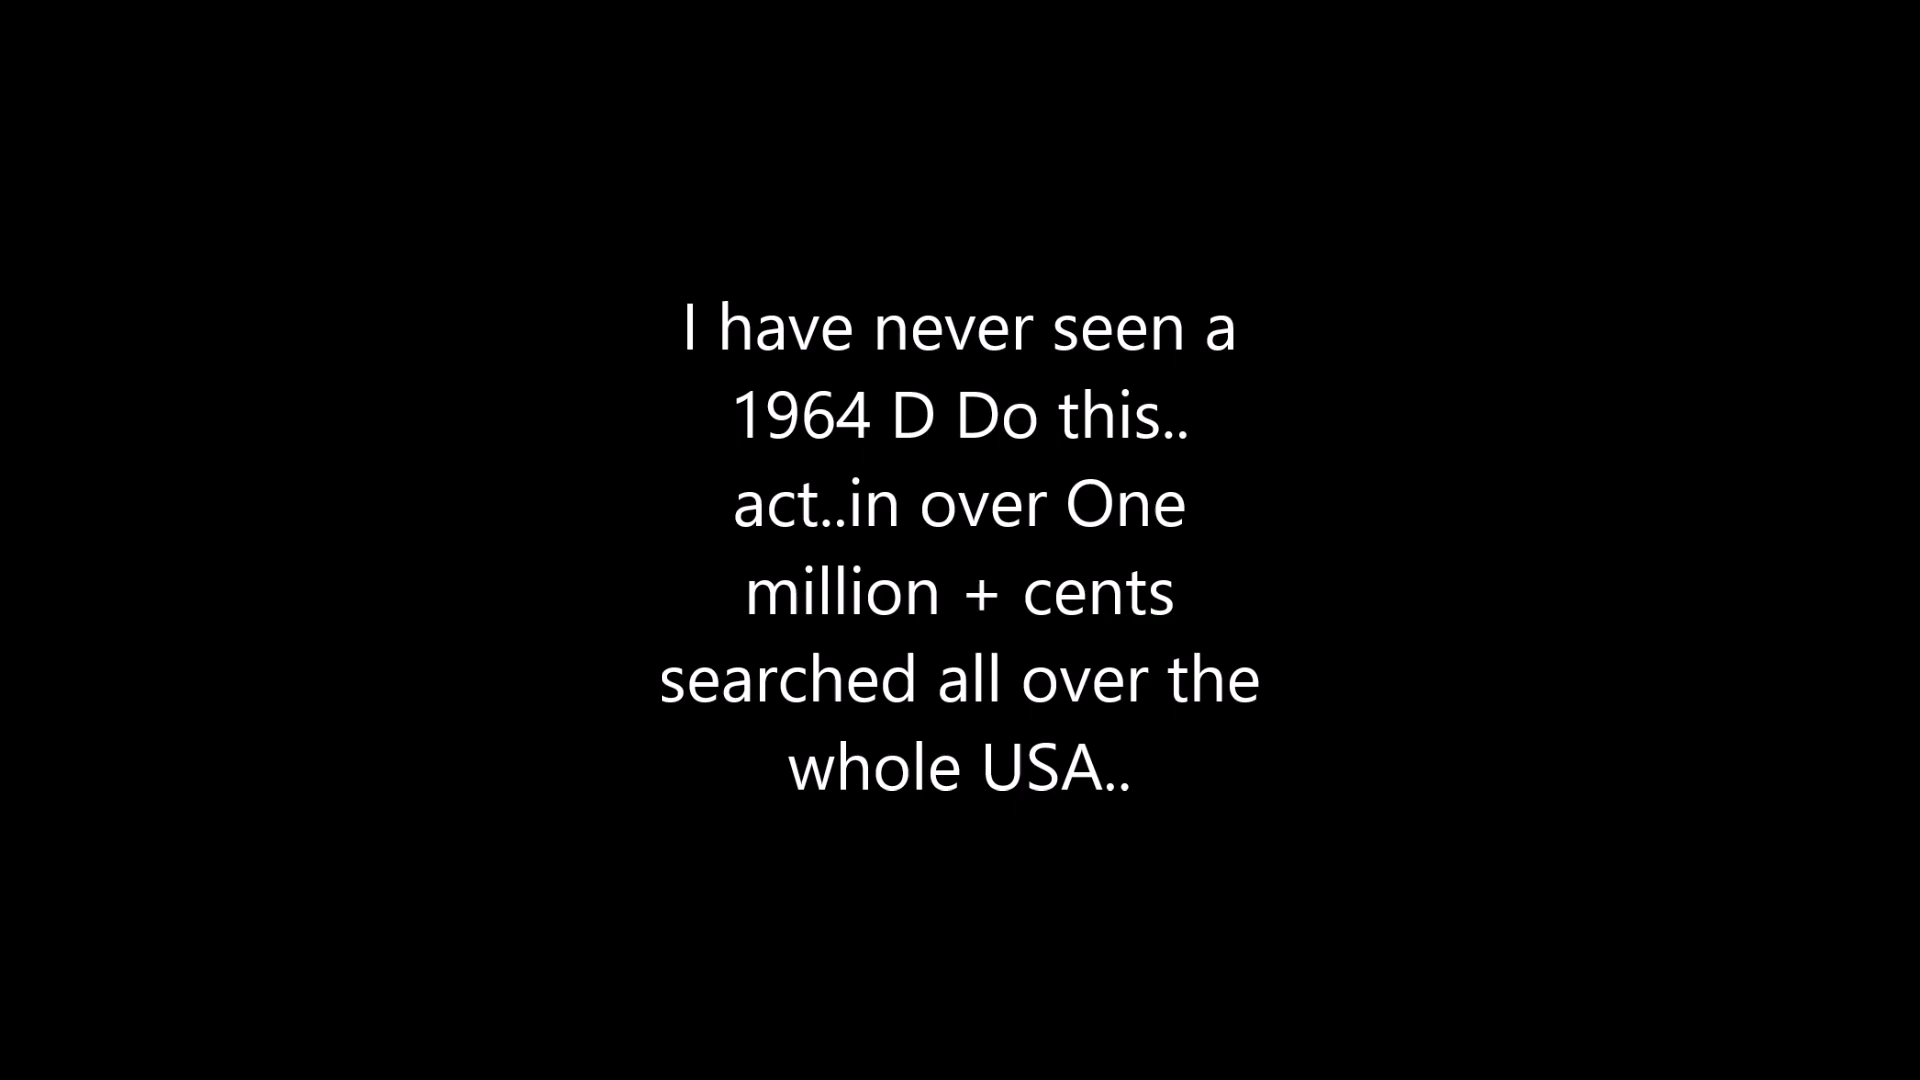 I have never seen a
1964 D Do this..
act..in over One
million + cents
searched all over the
whole USA..